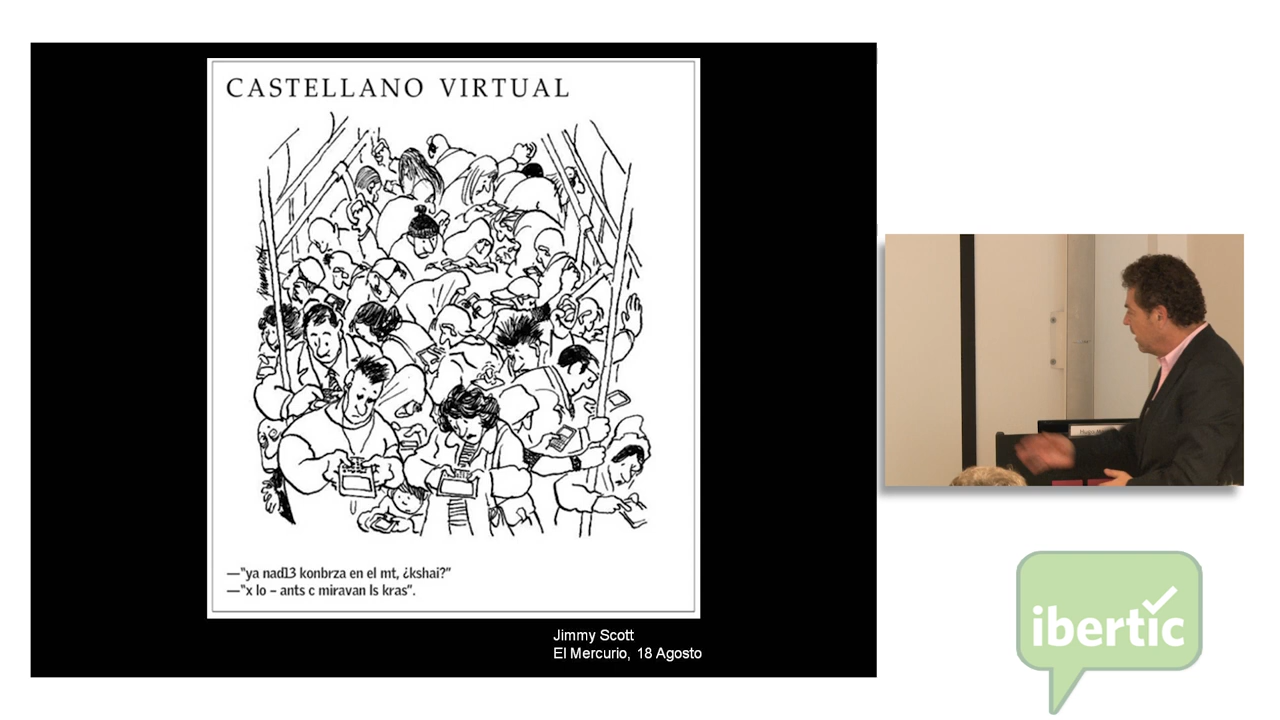 CASTELLANO VIRTUAL
—"ya nad13 konbrza en el mt, ¿kshai?"
—"x lo – ants c miravan ls kras".
Jimmy Scott
El Mercurio, 18 Agosto
ibertic